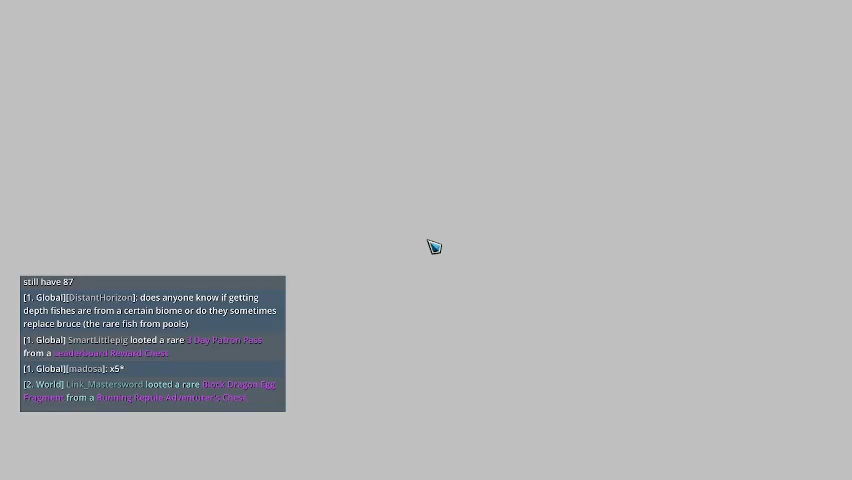 still have 87
[1. Global][DistantHorizon]: does anyone know if getting
depth fishes are from a certain biome or do they sometimes
replace bruce (the rare fish from pools)
[1. Global] SmartLittlepig looted a rare 3 Day Patron Pass
from a Leaderboard Reward Chest
[1. Global][madosa]: x5*
[2. World] Link_Mastersword looted a rare Black Dragon Egg
Fragment from a Running Reptile Adventurer's Chest